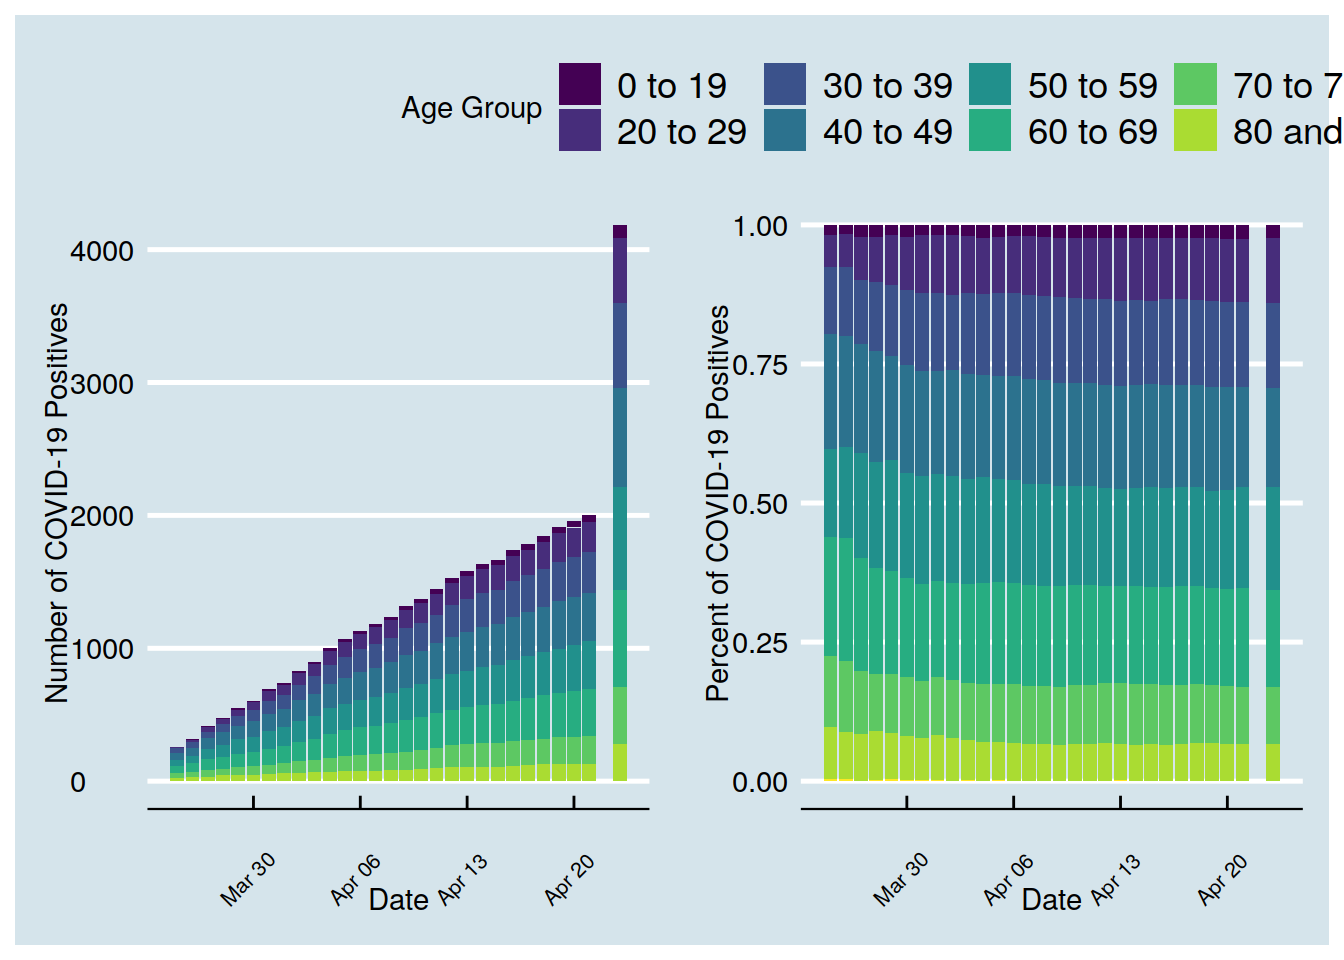 Age Group
0 to 19 30 to 39 50 to 59 70 to 7
20 to 29 40 to 49 60 to 69 80 and
Number of COVID-19 Positives
4000
3000
2000
1000
0
Mar 30 Apr 06 Apr 13 Apr 20
Date
Percent of COVID-19 Positives
1.00
0.75
0.50
0.25
0.00
Mar 30 Apr 06 Apr 13 Apr 20
Date